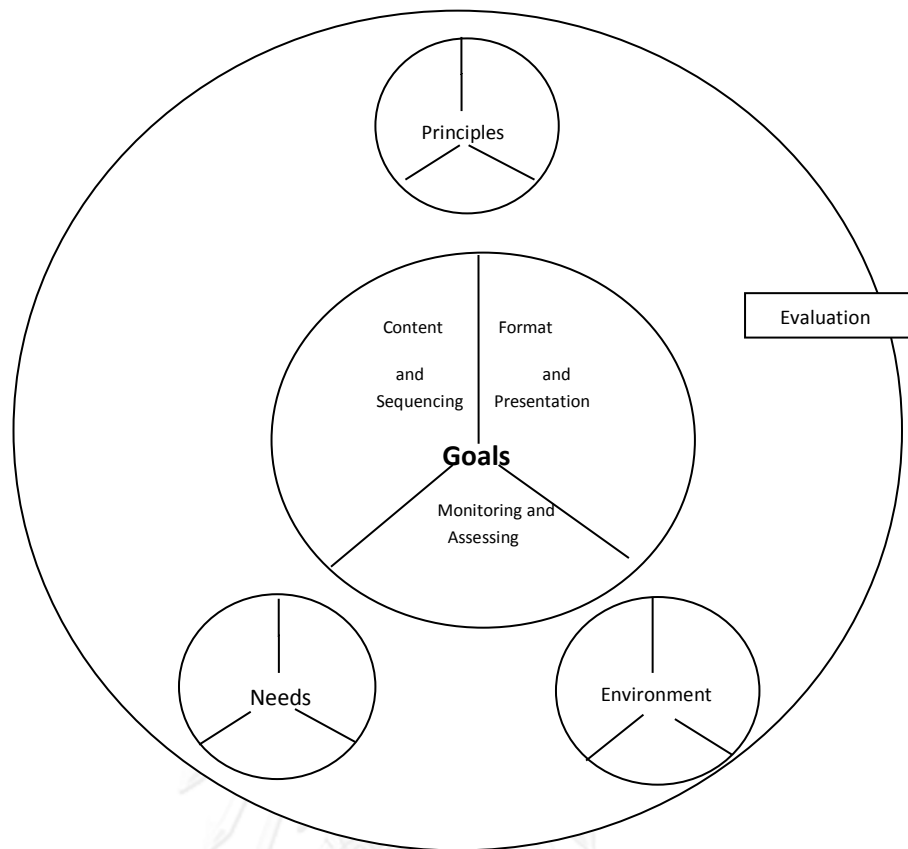 Principles
Evaluation
Content
and
Sequencing
Format
and
Presentation
Goals
Monitoring and
Assessing
Needs
Environment